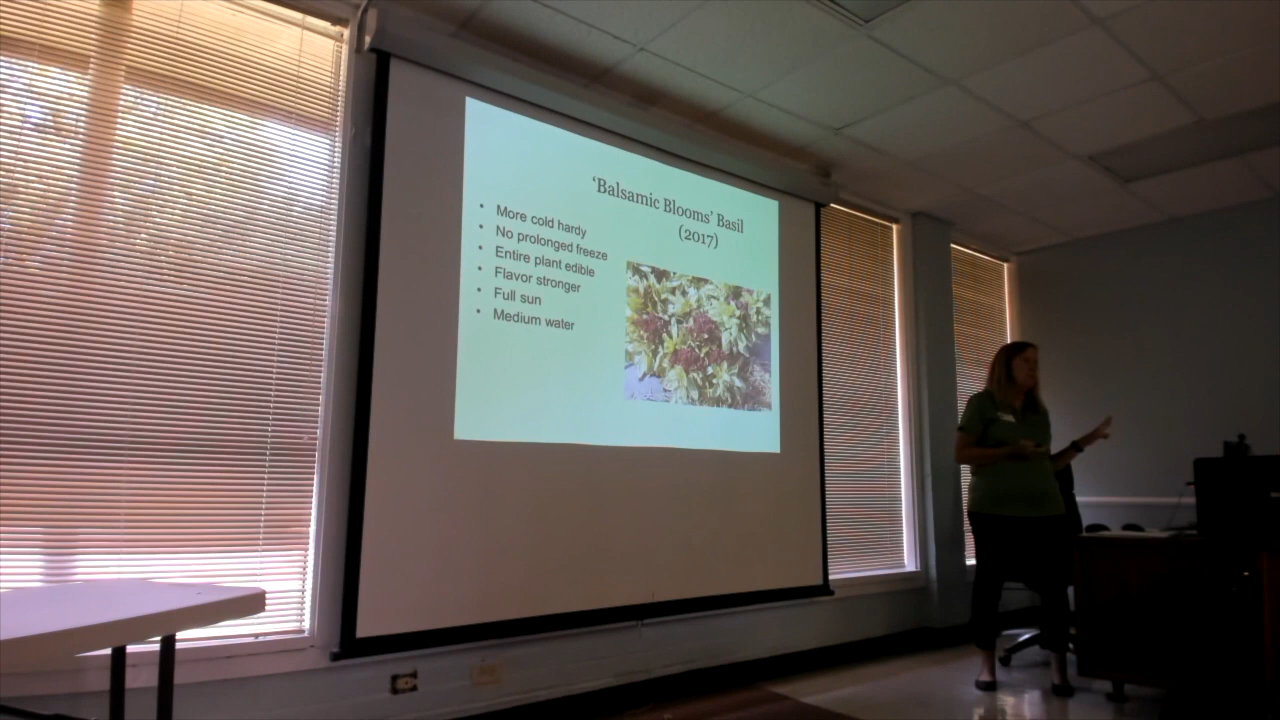 ‘Balsamic Blooms’ Basil
(2017)
• More cold hardy
• No prolonged freeze
• Entire plant edible
• Flavor stronger
• Full sun
• Medium water